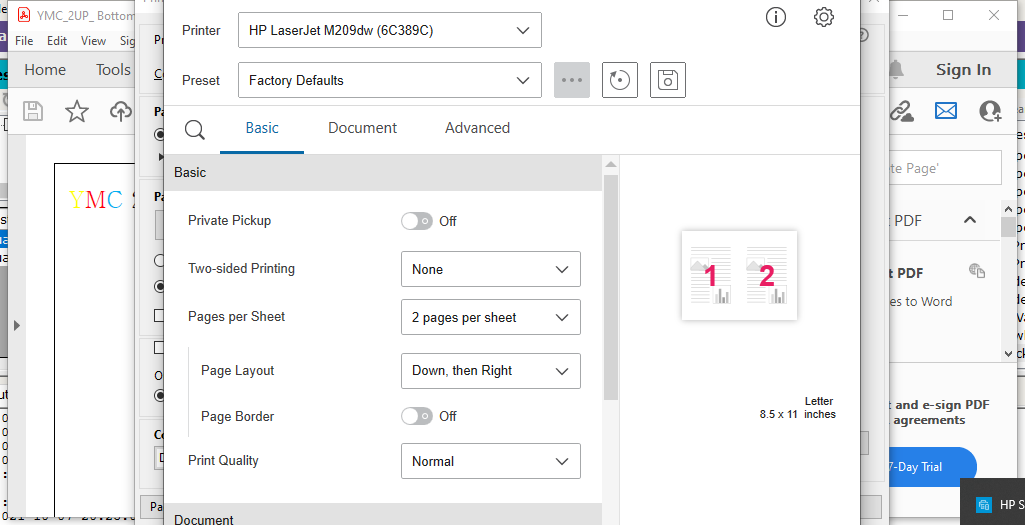 YMC_2UP_ Bottom
File Edit View Sig
Home Tools
Sign In
YMC 2
Printer
HP LaserJet M209dw (6C389C)
Preset
Factory Defaults
Basic
Document
Advanced
Basic
Private Pickup
Off
Two-sided Printing
None
Pages per Sheet
2 pages per sheet
Page Layout
Down, then Right
Page Border
Off
Print Quality
Normal
Document
1 2
Letter
8.5 x 11 inches
te Page'
PDF
t PDF
es to Word
t and e-sign PDF
agreements
7-Day Trial
HP S
Pa